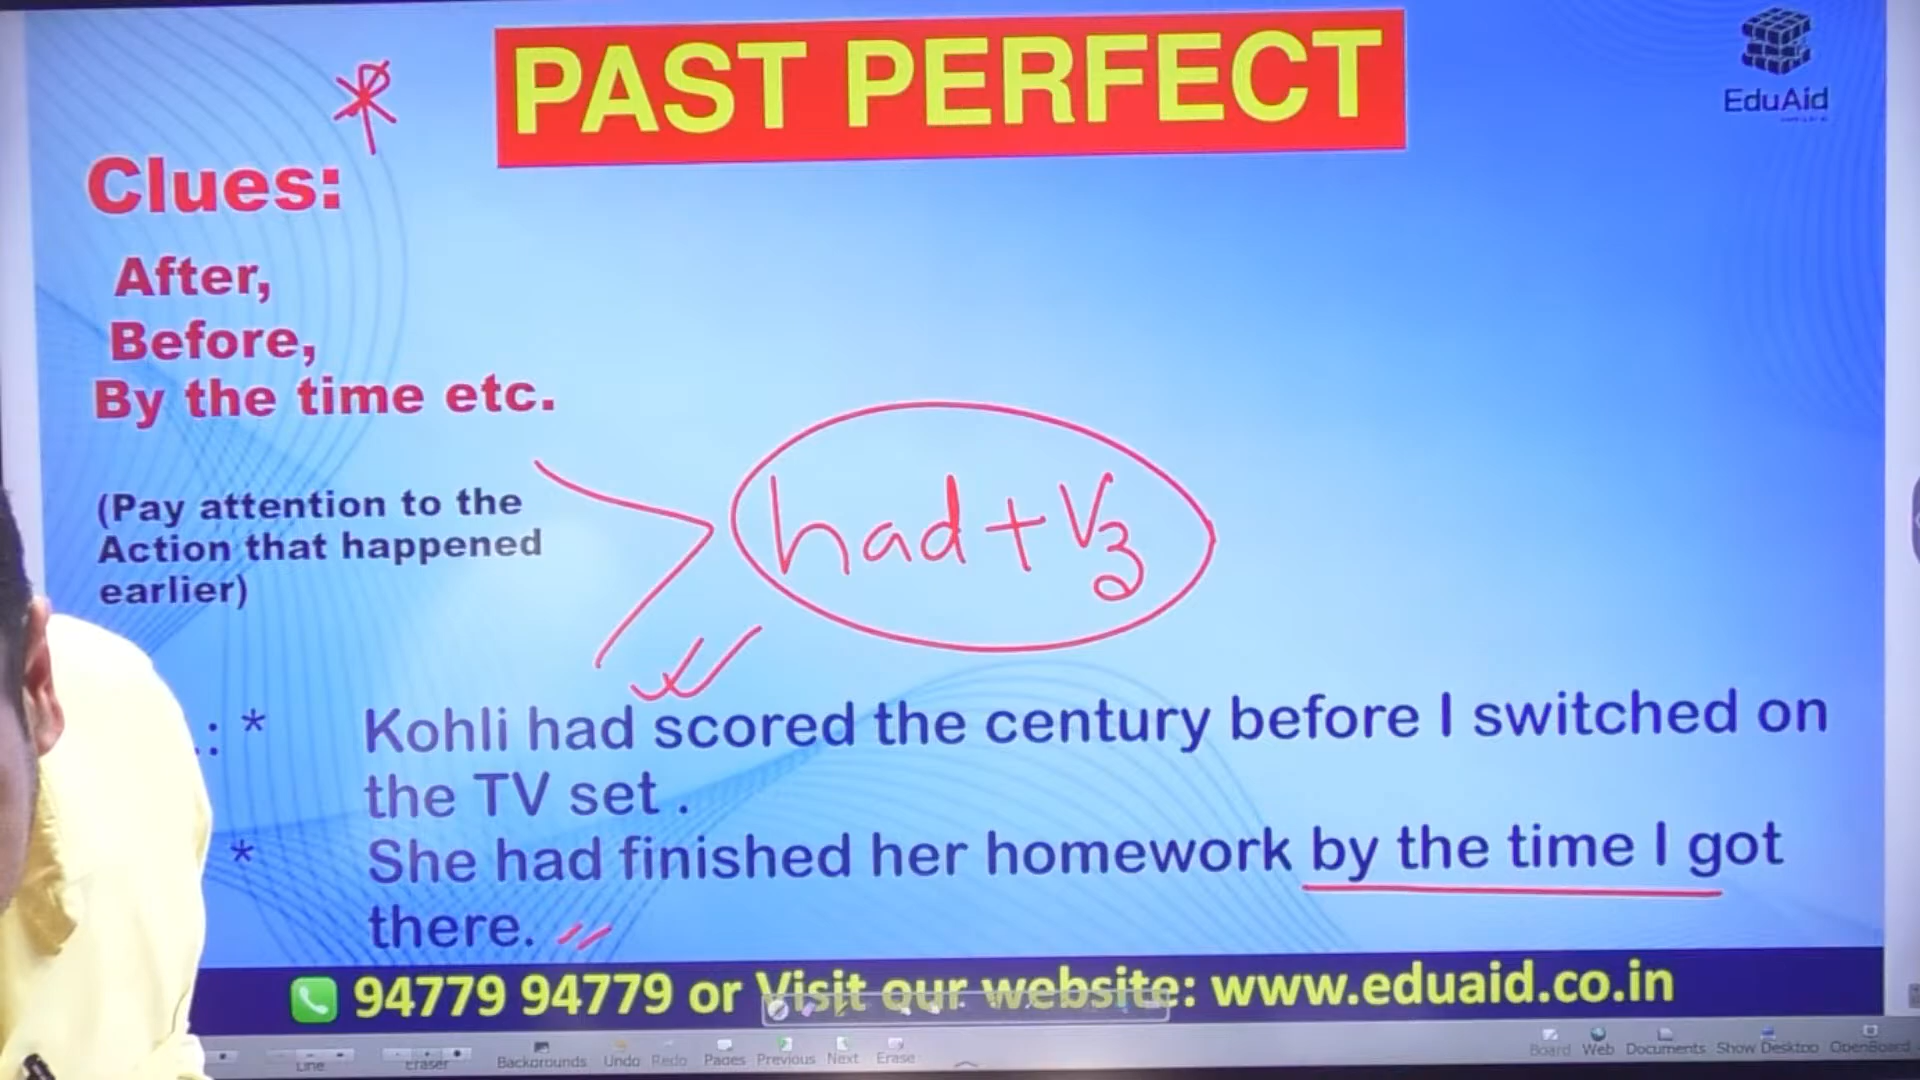 PAST PERFECT
EduAid
Clues:
After,
Before,
By the time etc.
(Pay attention to the
Action that happened
earlier)
had + V3
.: * Kohli had scored the century before I switched on
the TV set .
* She had finished her homework by the time I got
there.
94779 94779 or Visit our website: www.eduaid.co.in
Line Eraser Backgrounds Undo Redo Pages Previous Next Erase Board Web Documents Show Desktop OpenBoard